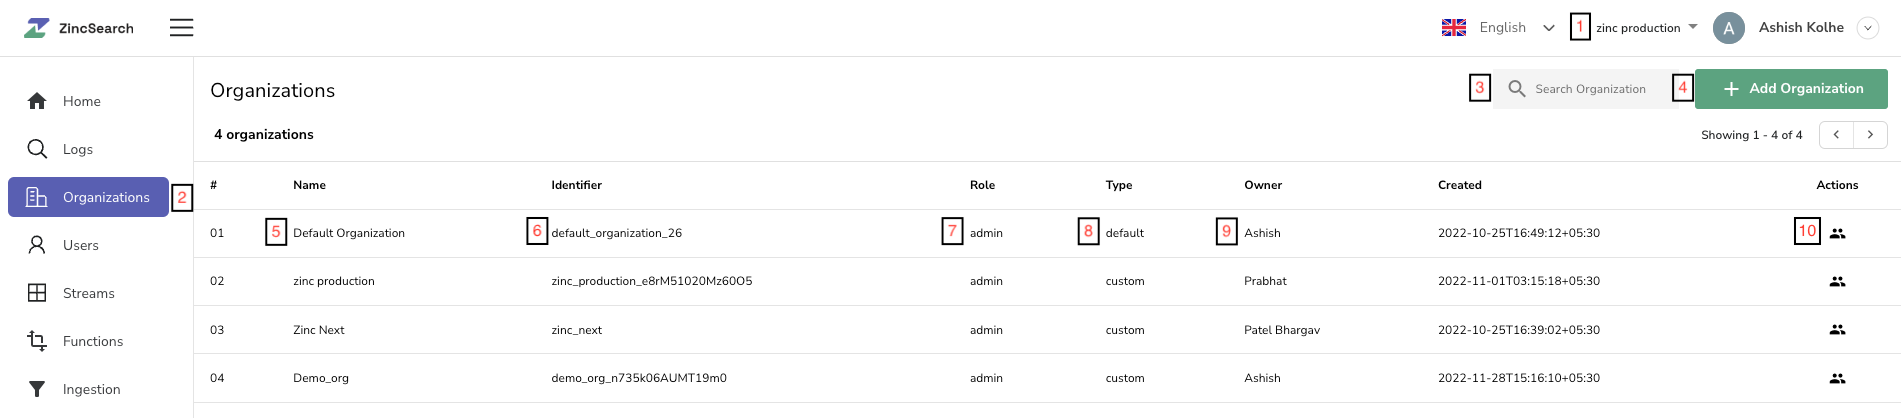 ZincSearch English 1 zinc production A Ashish Kolhe
Home
Logs
Organizations 2
Users
Streams
Functions
Ingestion
Organizations 3 Search Organization 4 + Add Organization
4 organizations Showing 1 - 4 of 4
# Name Identifier Role Type Owner Created Actions
01 5 Default Organization 6 default_organization_26 7 admin 8 default 9 Ashish 2022-10-25T16:49:12+05:30 10
02 zinc production zinc_production_e8rM51020Mz60O5 admin custom Prabhat 2022-11-01T03:15:18+05:30
03 Zinc Next zinc_next admin custom Patel Bhargav 2022-10-25T16:39:02+05:30
04 Demo_org demo_org_n735k06AUMT19m0 admin custom Ashish 2022-11-28T15:16:10+05:30